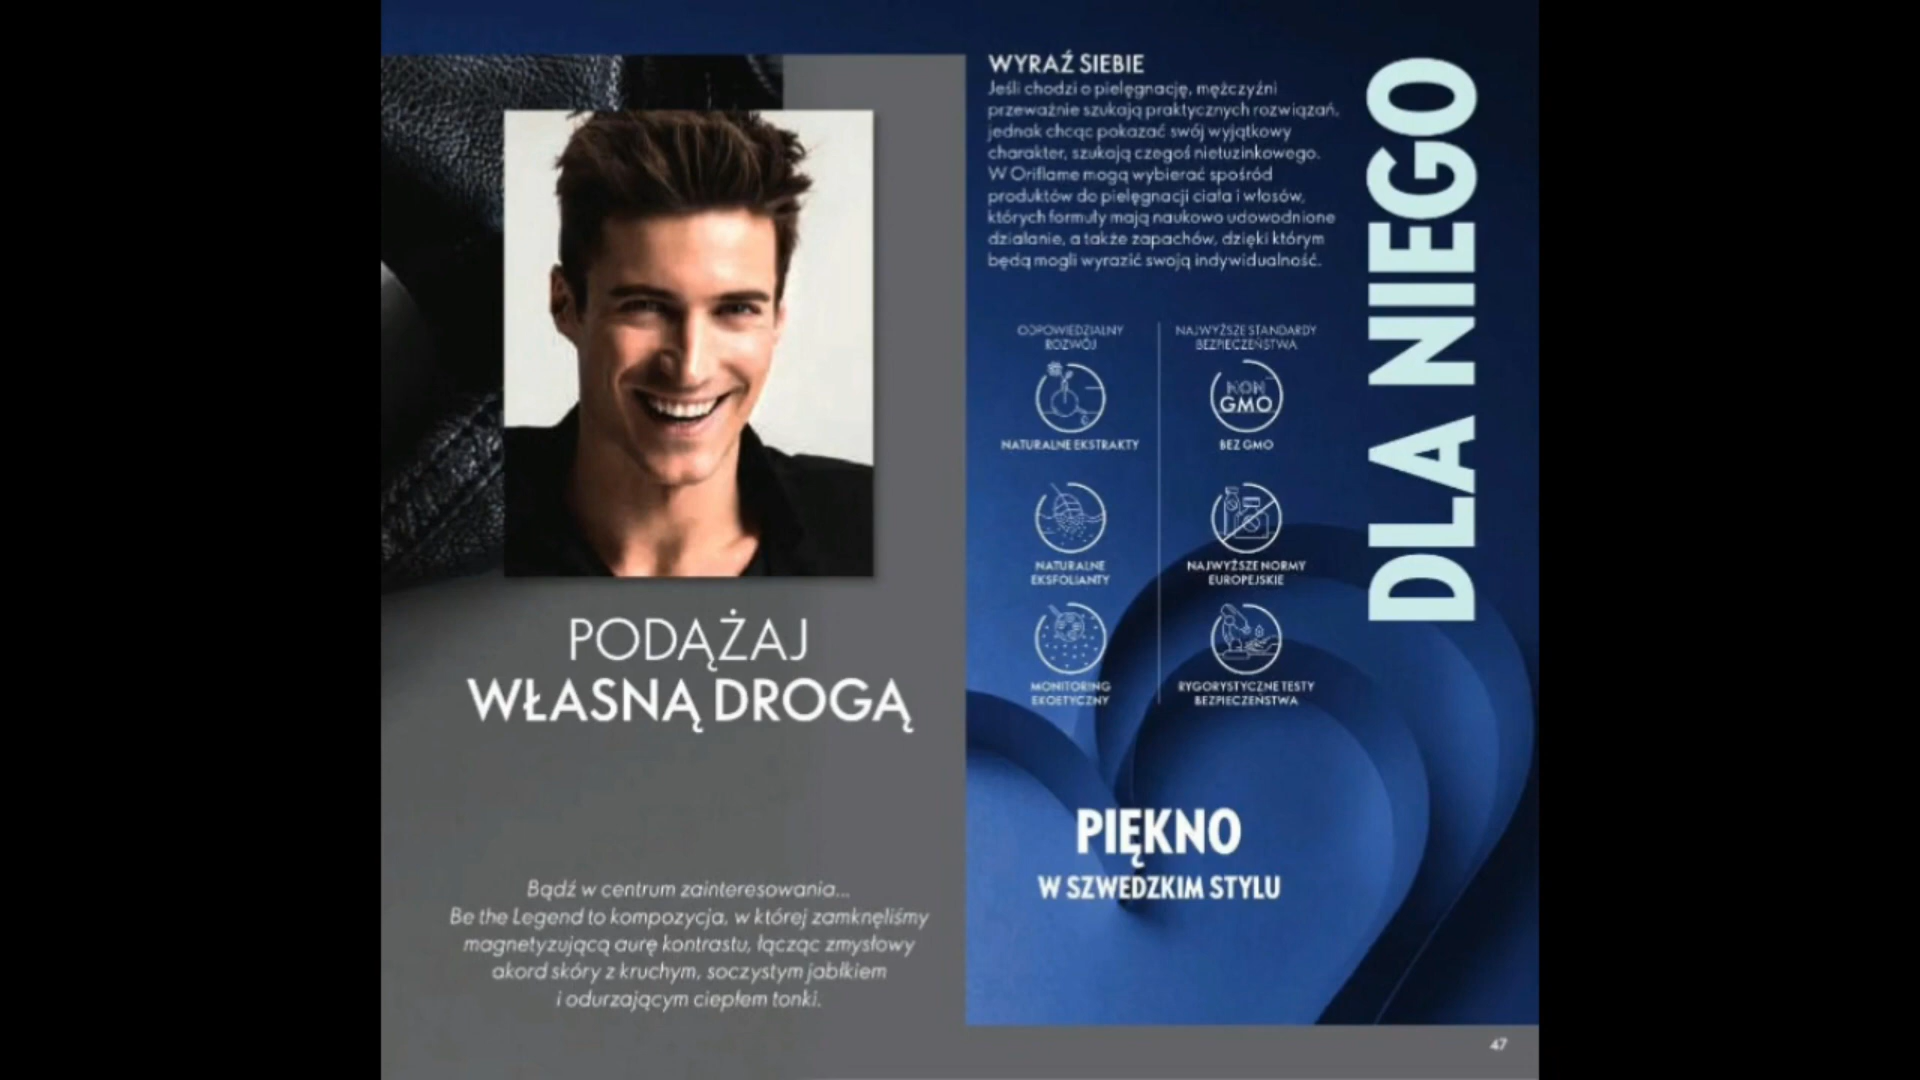 PODĄŻAJ
WŁASNĄ DROGĄ
Bądź w centrum zainteresowania...
Be the Legend to kompozycja, w której zamknęliśmy
magnetyzującą aurę kontrastu, łącząc zmysłowy
akord skóry z kruchym, soczystym jabłkiem
i odurzającym ciepłem tonki.
WYRAŹ SIEBIE
Jeśli chodzi o pielęgnację, mężczyźni
przeważnie szukają praktycznych rozwiązań,
jednak chcąc pokazać swój wyjątkowy
charakter, szukają czegoś nietuzinkowego.
W Oriflame mogą wybierać spośród
produktów do pielęgnacji ciała i włosów,
których formuły mają naukowo udowodnione
działanie, a także zapachów, dzięki którym
będą mogli wyrazić swoją indywidualność.
ODPOWIEDZIALNY
ROZWÓJ
NATURALNE EKSTRAKTY
NATURALNE
EKSFOLIANTY
MONITORING
EKOETYCZNY
NAJWYŻSZE STANDARDY
BEZPIECZEŃSTWA
NON
GMO
BEZ GMO
NAJWYŻSZE NORMY
EUROPEJSKIE
RYGORYSTYCZNE TESTY
BEZPIECZEŃSTWA
DLA NIEGO
PIĘKNO
W SZWEDZKIM STYLU
47